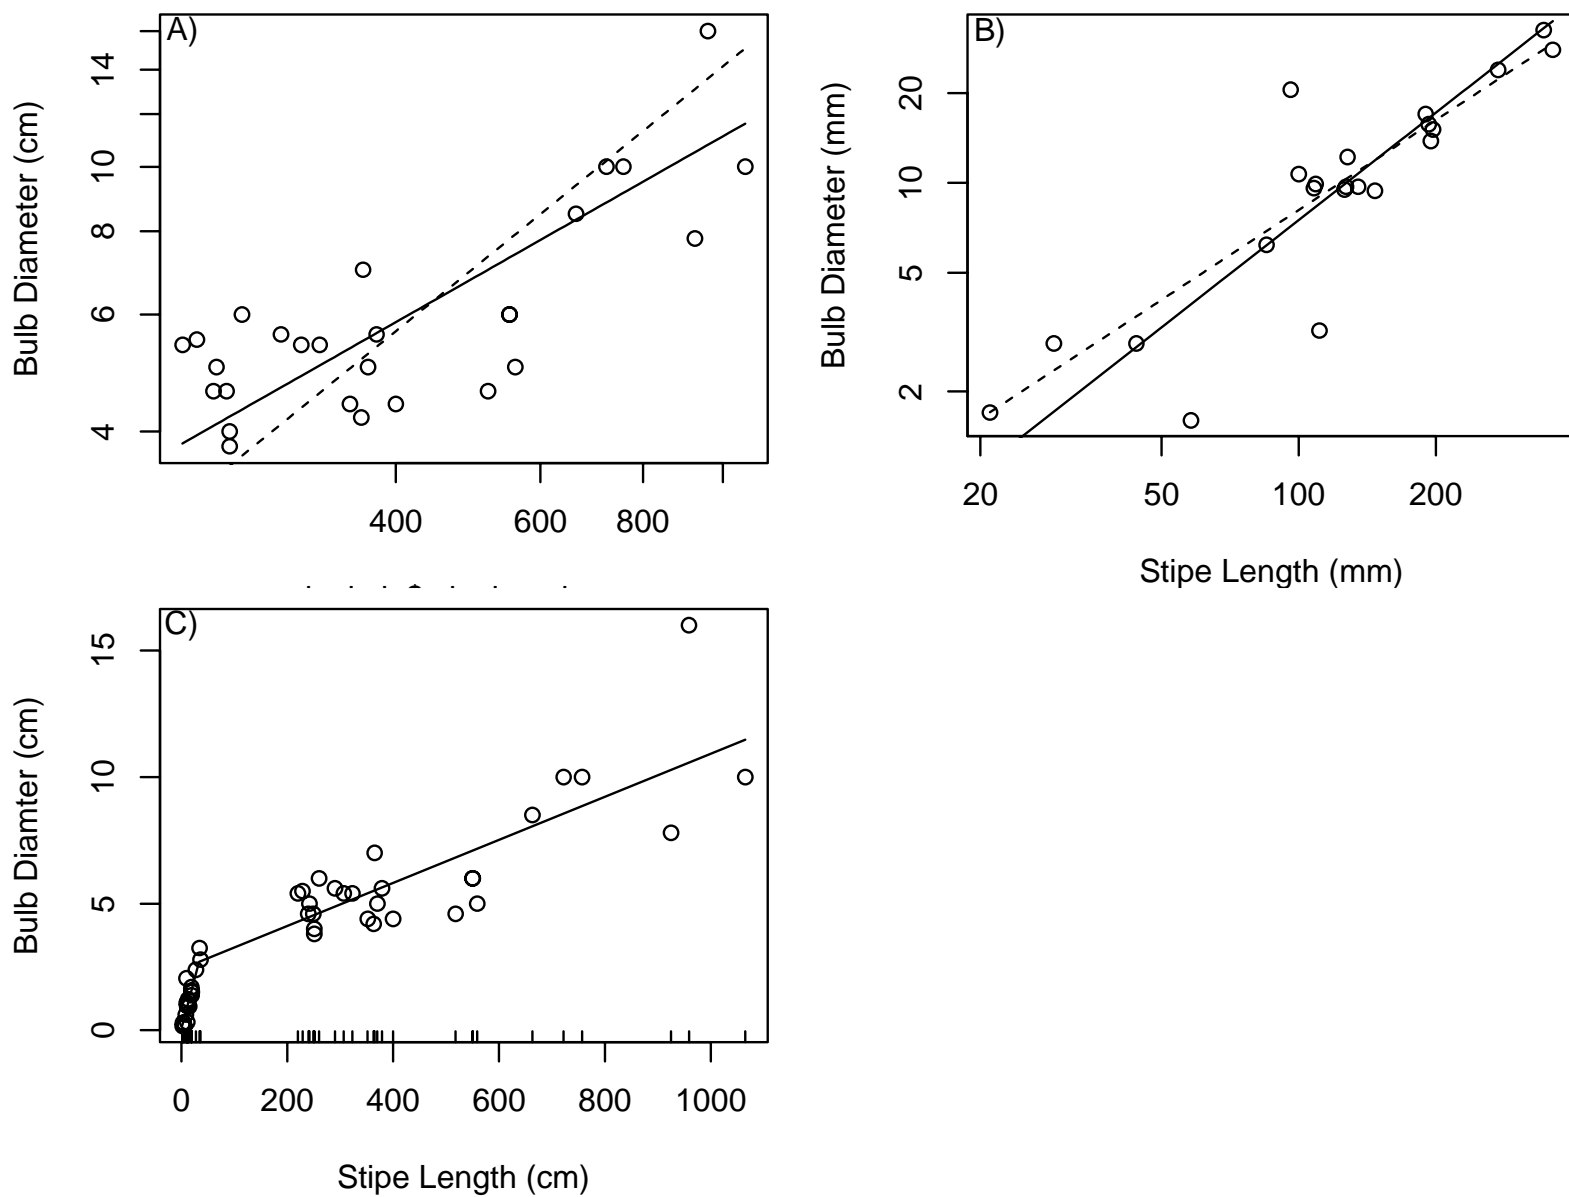 A)
Bulb Diameter (cm)
14
10
8
6
4
400 600 800
B)
Bulb Diameter (mm)
20
10
5
2
20 50 100 200
Stipe Length (mm)
C)
Bulb Diamter (cm)
15
10
5
0
0 200 400 600 800 1000
Stipe Length (cm)